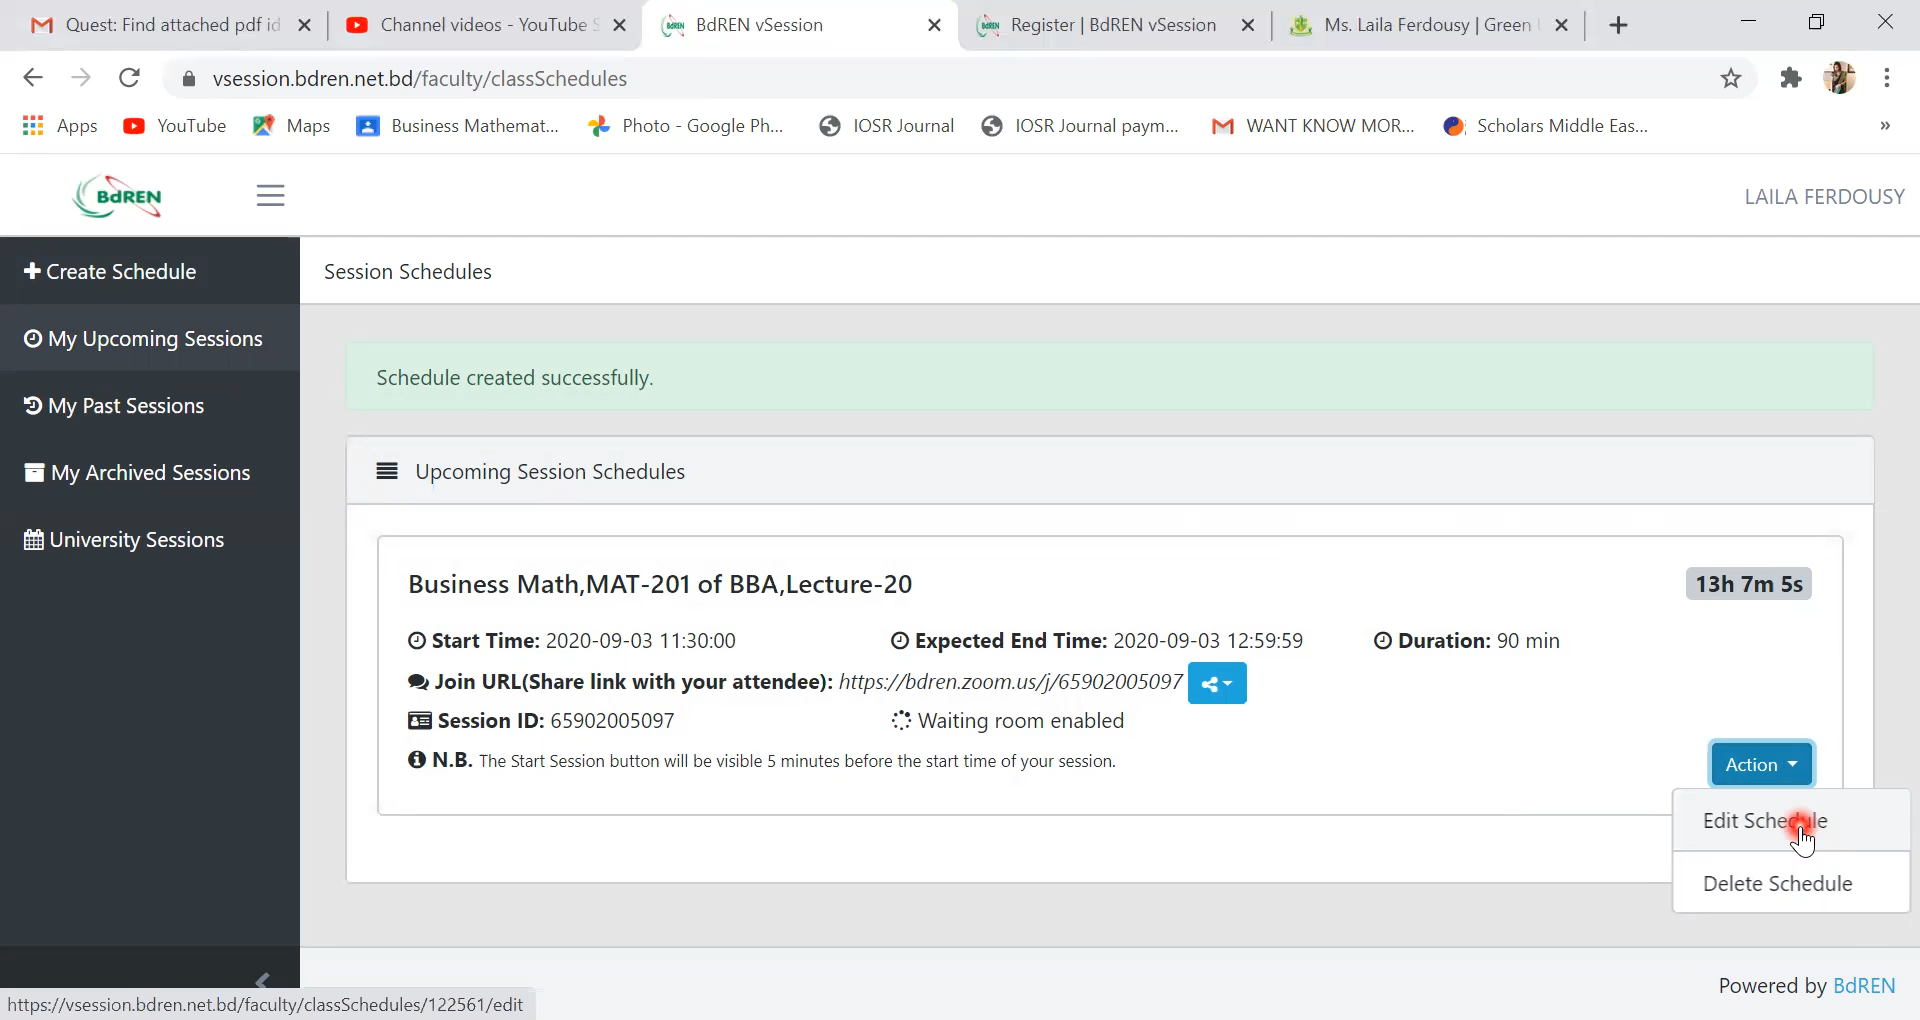 Quest: Find attached pdf id
Channel videos - YouTube S
BdREN vSession
Register | BdREN vSession
Ms. Laila Ferdousy | Green
vsession.bdren.net.bd/faculty/classSchedules
Apps
YouTube
Maps
Business Mathemat...
Photo - Google Ph...
IOSR Journal
IOSR Journal paym...
WANT KNOW MOR...
Scholars Middle Eas...
»
BdREN
LAILA FERDOUSY
Create Schedule
Session Schedules
My Upcoming Sessions
My Past Sessions
My Archived Sessions
University Sessions
Schedule created successfully.
Upcoming Session Schedules
Business Math,MAT-201 of BBA,Lecture-20
13h 7m 5s
Start Time: 2020-09-03 11:30:00
Expected End Time: 2020-09-03 12:59:59
Duration: 90 min
Join URL(Share link with your attendee): https://bdren.zoom.us/j/65902005097
Session ID: 65902005097
Waiting room enabled
N.B. The Start Session button will be visible 5 minutes before the start time of your session.
Action
Edit Schedule
Delete Schedule
Powered by BdREN
https://vsession.bdren.net.bd/faculty/classSchedules/122561/edit